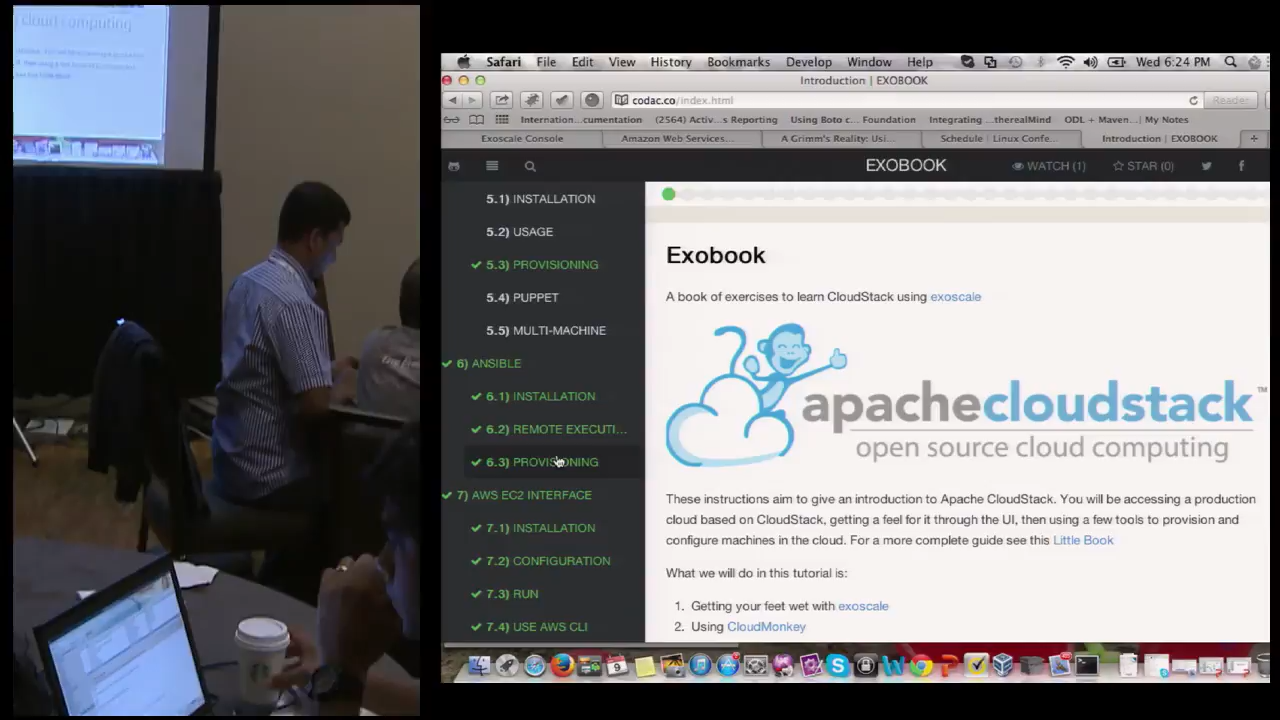 cloud computing
Safari File Edit View History Bookmarks Develop Window Help Wed 6:24 PM
Introduction | EXOBOOK
codac.co/index.html
Reader
Internation...cumentation (2564) Activ...s Reporting Using Boto c... Foundation Integrating ...therealMind ODL + Maven... | My Notes
Exoscale Console Amazon Web Services... A Grimm's Reality: Usi... Schedule | Linux Confe... Introduction | EXOBOOK
EXOBOOK WATCH (1) STAR (0)
5.1) INSTALLATION
5.2) USAGE
5.3) PROVISIONING
5.4) PUPPET
5.5) MULTI-MACHINE
6) ANSIBLE
6.1) INSTALLATION
6.2) REMOTE EXECUTI...
6.3) PROVISIONING
7) AWS EC2 INTERFACE
7.1) INSTALLATION
7.2) CONFIGURATION
7.3) RUN
7.4) USE AWS CLI
Exobook
A book of exercises to learn CloudStack using exoscale
apachecloudstack™
open source cloud computing
These instructions aim to give an introduction to Apache CloudStack. You will be accessing a production
cloud based on CloudStack, getting a feel for it through the UI, then using a few tools to provision and
configure machines in the cloud. For a more complete guide see this Little Book
What we will do in this tutorial is:
1. Getting your feet wet with exoscale
2. Using CloudMonkey